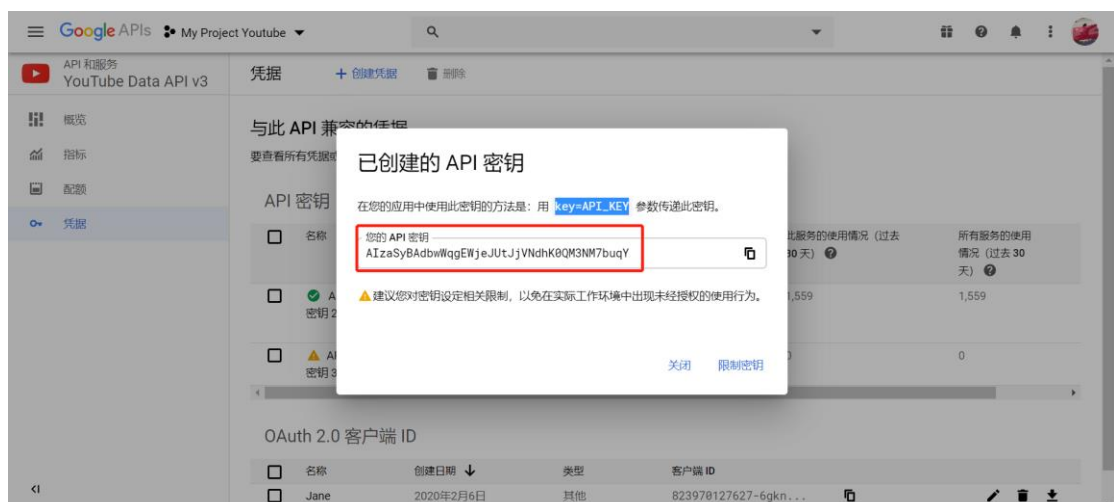 Google APIs My Project Youtube
API 和服务
YouTube Data API v3
概览
指标
配额
凭据
凭据
+ 创建凭据
删除
与此 API 兼容的凭据
要查看所有凭据
API 密钥
名称
此服务的使用情况（过去
30 天）
所有服务的使用
情况（过去 30
天）
密钥 2
1,559
1,559
密钥 3
0
已创建的 API 密钥
在您的应用中使用此密钥的方法是：用 key=API_KEY 参数传递此密钥。
您的 API 密钥
AIzaSyBAdbwWqgEWjeJUtJjVNdhK0QM3NM7buqY
建议您对密钥设定相关限制，以免在实际工作环境中出现未经授权的使用行为。
关闭
限制密钥
OAuth 2.0 客户端 ID
名称
创建日期
类型
客户端 ID
Jane
2020年2月6日
其他
823970127627-6gkn...